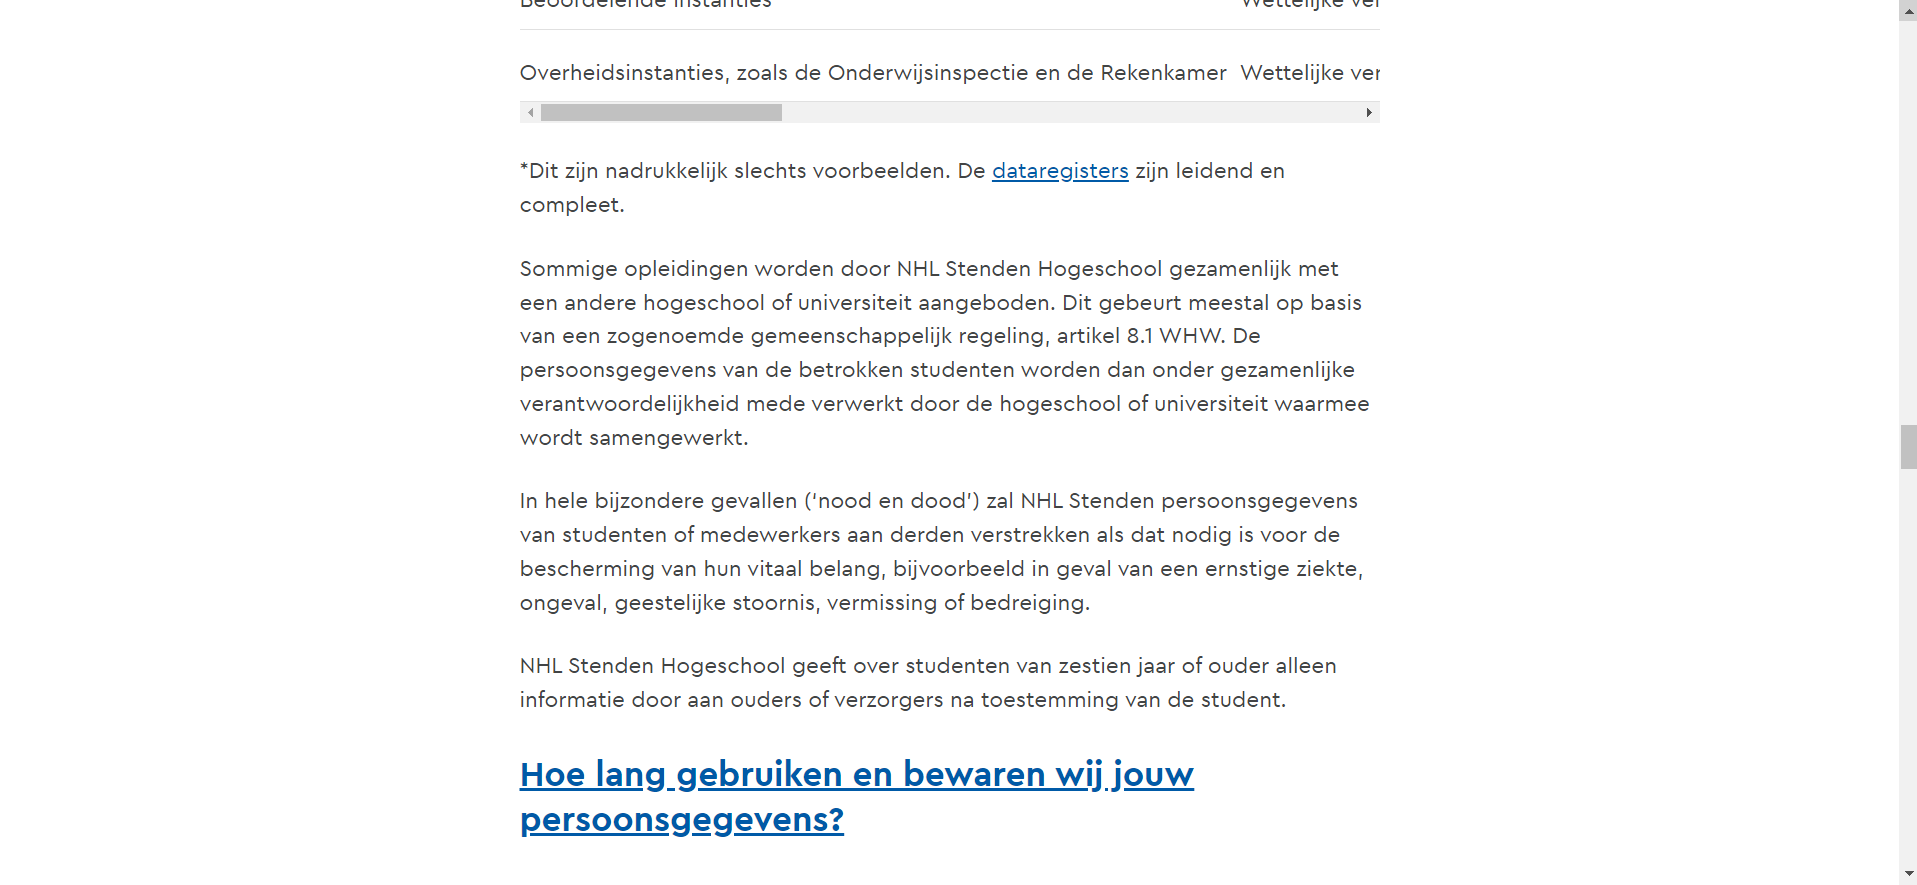 Beoordelende instanties Wettelijke
Overheidsinstanties, zoals de Onderwijsinspectie en de Rekenkamer Wettelijke ver
*Dit zijn nadrukkelijk slechts voorbeelden. De dataregisters zijn leidend en
compleet.
Sommige opleidingen worden door NHL Stenden Hogeschool gezamenlijk met
een andere hogeschool of universiteit aangeboden. Dit gebeurt meestal op basis
van een zogenoemde gemeenschappelijk regeling, artikel 8.1 WHW. De
persoonsgegevens van de betrokken studenten worden dan onder gezamenlijke
verantwoordelijkheid mede verwerkt door de hogeschool of universiteit waarmee
wordt samengewerkt.
In hele bijzondere gevallen (‘nood en dood’) zal NHL Stenden persoonsgegevens
van studenten of medewerkers aan derden verstrekken als dat nodig is voor de
bescherming van hun vitaal belang, bijvoorbeeld in geval van een ernstige ziekte,
ongeval, geestelijke stoornis, vermissing of bedreiging.
NHL Stenden Hogeschool geeft over studenten van zestien jaar of ouder alleen
informatie door aan ouders of verzorgers na toestemming van de student.
Hoe lang gebruiken en bewaren wij jouw
persoonsgegevens?